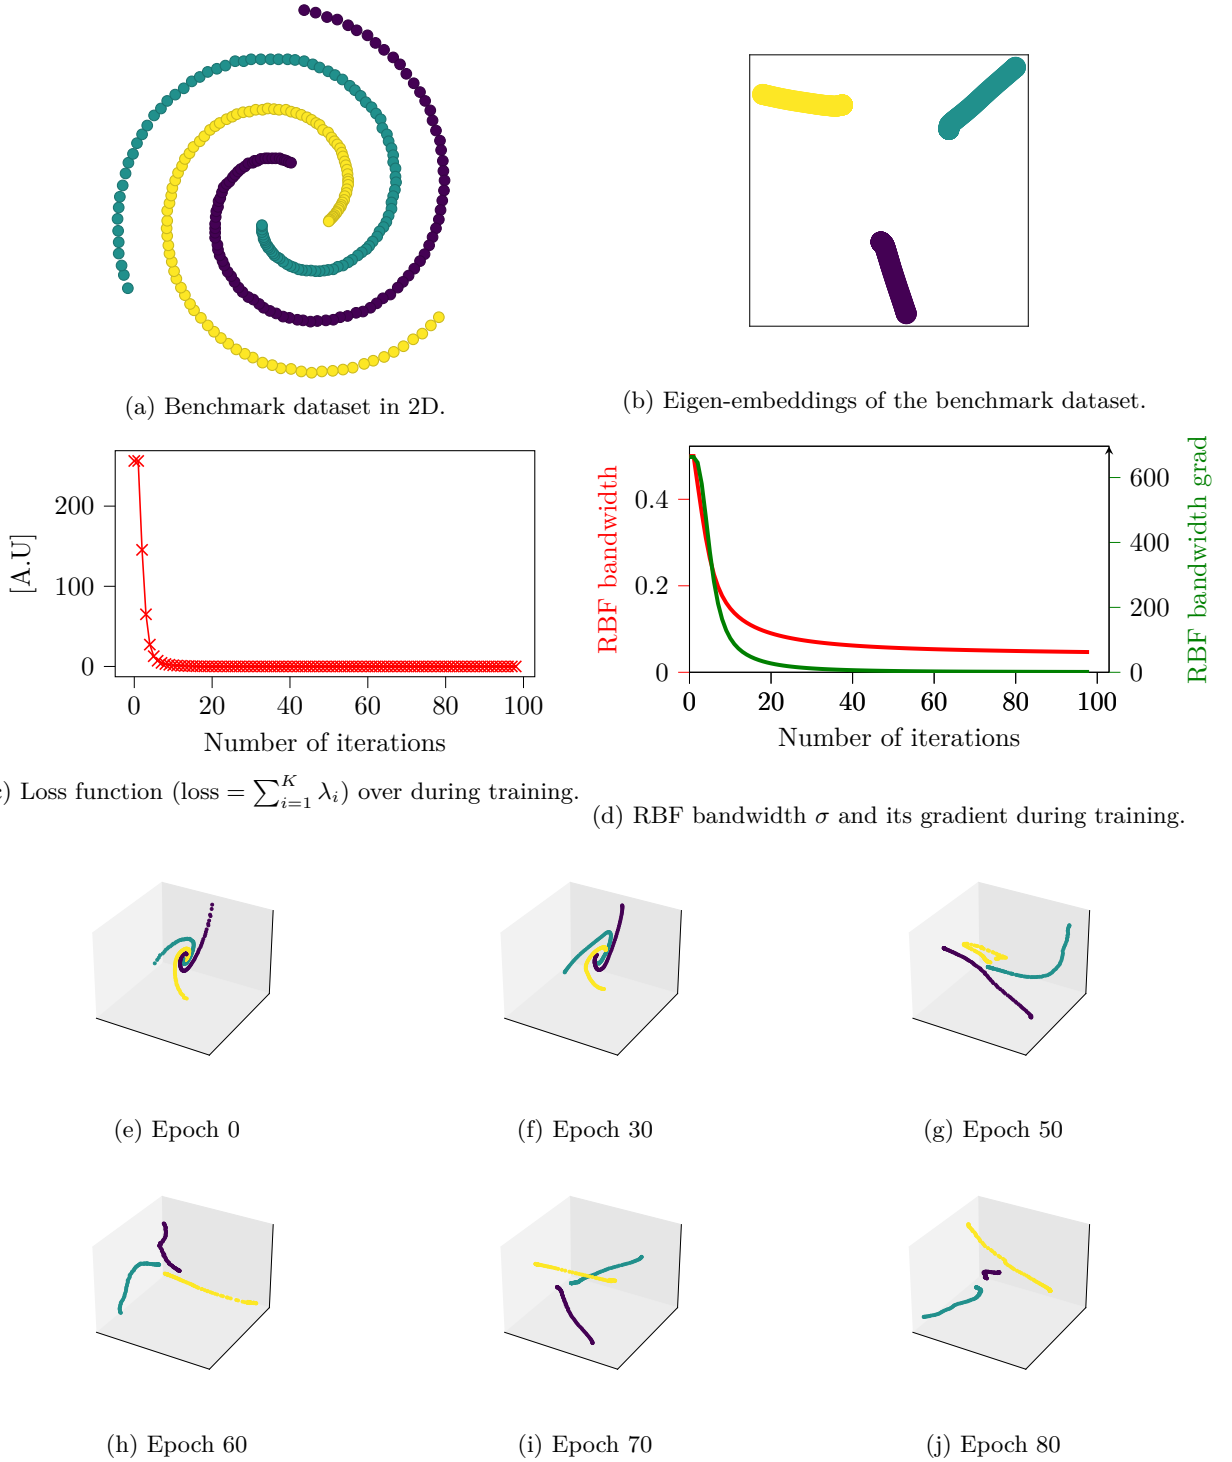 (a) Benchmark dataset in 2D.
(b) Eigen-embeddings of the benchmark dataset.
[A.U]
200
100
0
0 20 40 60 80 100
Number of iterations
RBF bandwidth
0.4
0.2
0
0 20 40 60 80 100
Number of iterations
600
400
200
0
RBF bandwidth grad
) Loss function (loss = ∑_{i=1}^{K} λ_i) over during training.
(d) RBF bandwidth σ and its gradient during training.
(e) Epoch 0
(f) Epoch 30
(g) Epoch 50
(h) Epoch 60
(i) Epoch 70
(j) Epoch 80